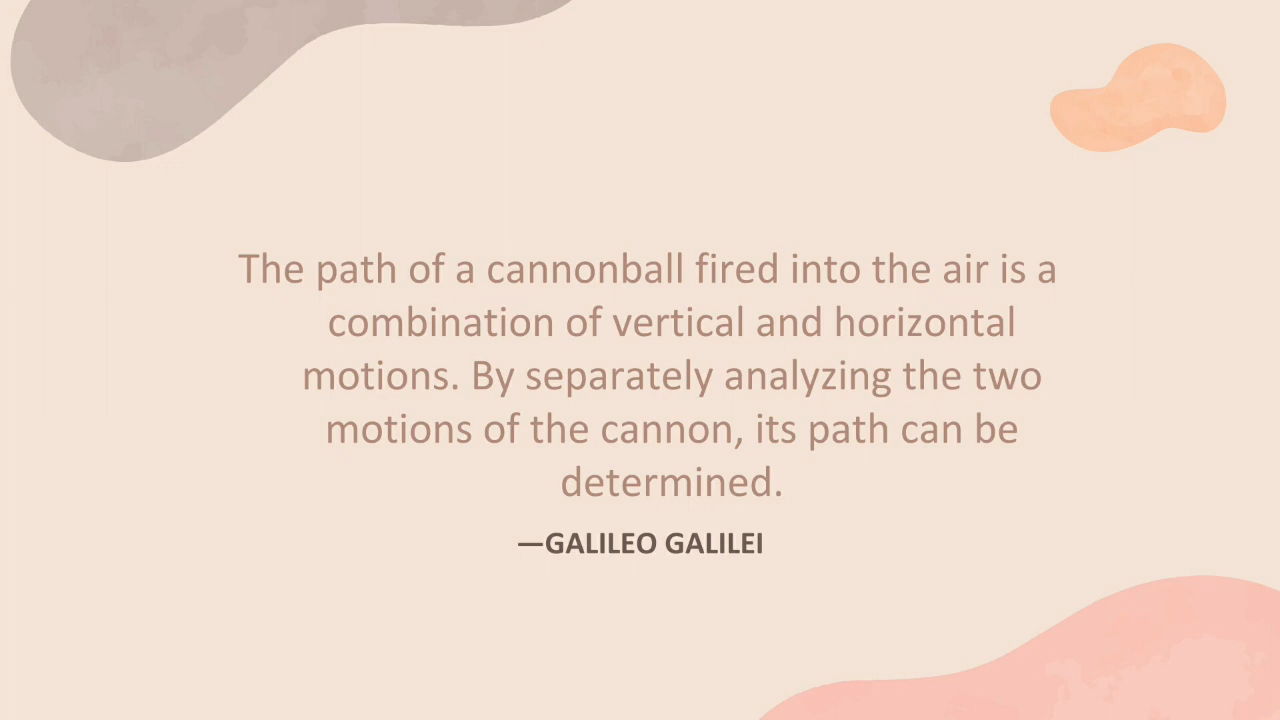 The path of a cannonball fired into the air is a
combination of vertical and horizontal
motions. By separately analyzing the two
motions of the cannon, its path can be
determined.
—GALILEO GALILEI